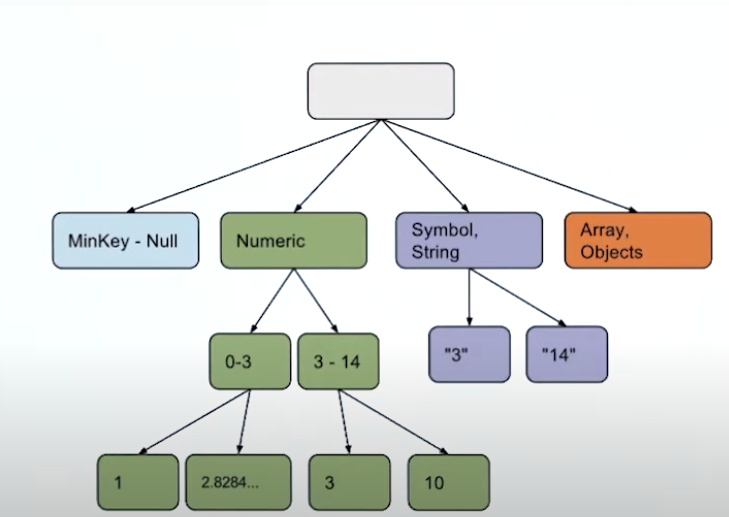 MinKey - Null
Numeric
Symbol,
String
Array,
Objects
0-3
3 - 14
"3"
"14"
1
2.8284...
3
10